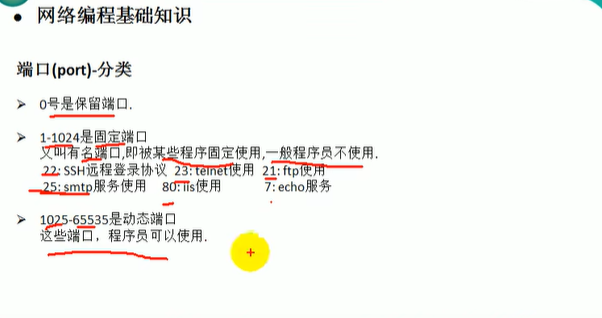 ● 网络编程基础知识
端口(port)-分类
➢ 0号是保留端口.
➢ 1-1024是固定端口
又叫有名端口,即被某些程序固定使用,一般程序员不使用.
22: SSH远程登录协议 23: telnet使用 21: ftp使用
25: smtp服务使用 80: iis使用 7: echo服务
➢ 1025-65535是动态端口
这些端口，程序员可以使用.